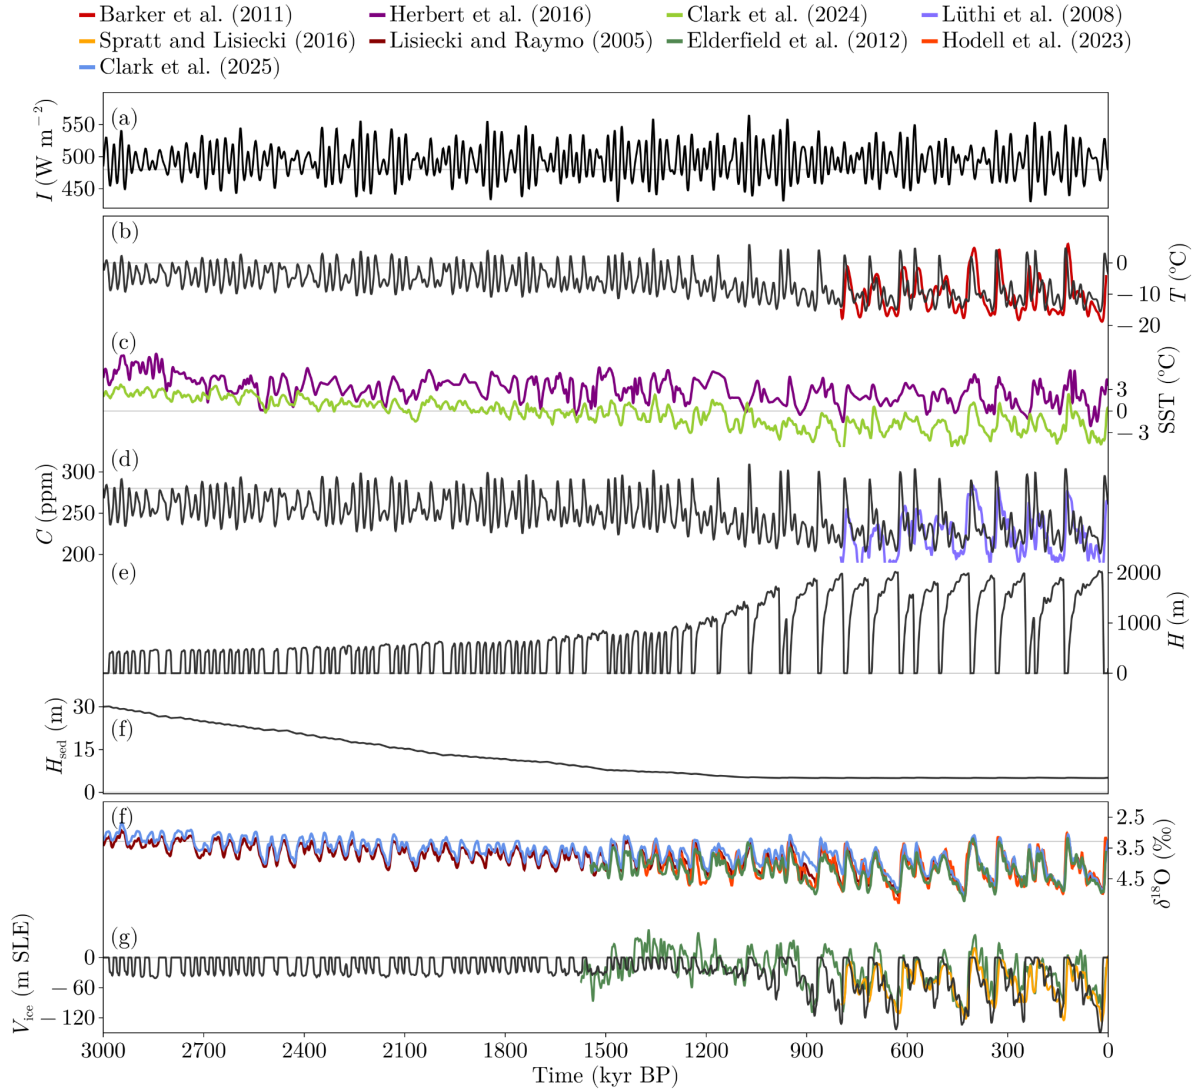 Barker et al. (2011) Herbert et al. (2016) Clark et al. (2024) Lüthi et al. (2008)
Spratt and Lisiecki (2016) Lisiecki and Raymo (2005) Elderfield et al. (2012) Hodell et al. (2023)
Clark et al. (2025)
(a)
I (W m⁻²)
550
500
450
(b)
0
−10
−20
T (°C)
(c)
3
0
−3
SST (°C)
(d)
C (ppm)
300
250
200
(e)
2000
1000
0
H (m)
(f)
H_sed (m)
30
15
0
(f)
2.5
3.5
4.5
δ¹⁸O (‰)
(g)
V_ice (m SLE)
0
−60
−120
3000 2700 2400 2100 1800 1500 1200 900 600 300 0
Time (kyr BP)